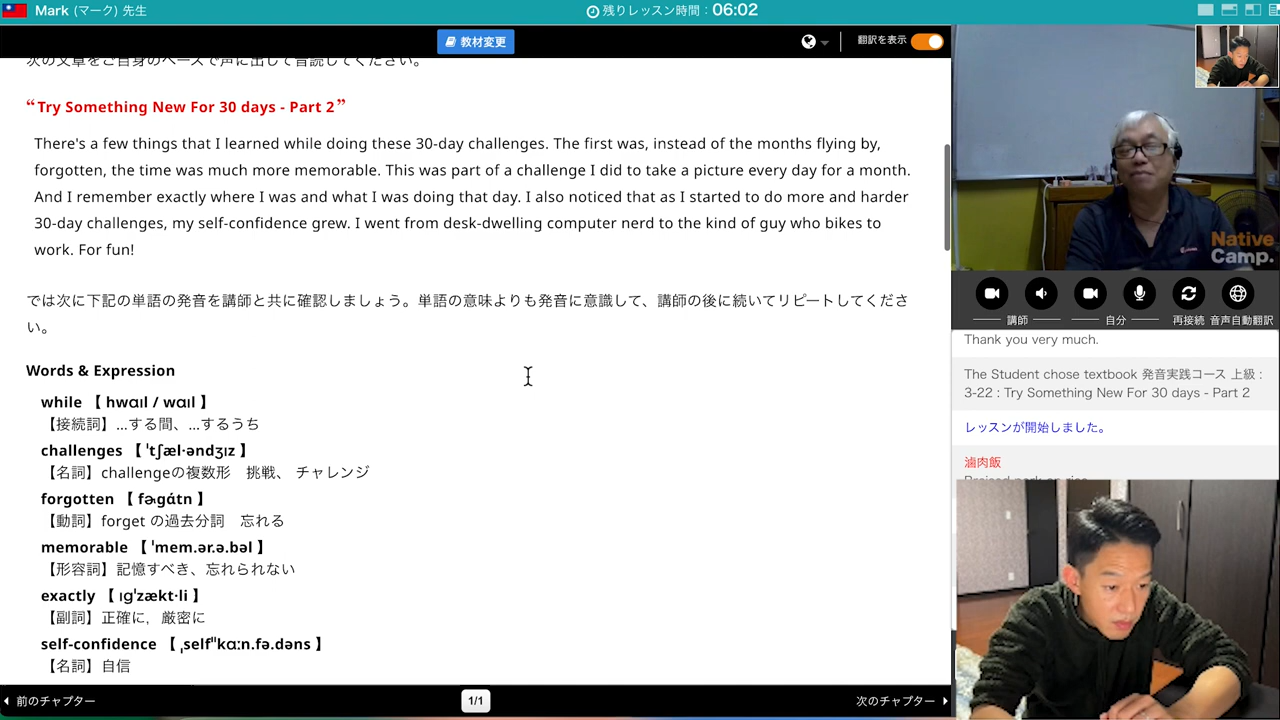 Mark (マーク) 先生
残りレッスン時間 : 06:02
教材変更
翻訳を表示
次の文章をご自身のペースで声に出して音読してください。
“Try Something New For 30 days - Part 2”
There's a few things that I learned while doing these 30-day challenges. The first was, instead of the months flying by,
forgotten, the time was much more memorable. This was part of a challenge I did to take a picture every day for a month.
And I remember exactly where I was and what I was doing that day. I also noticed that as I started to do more and harder
30-day challenges, my self-confidence grew. I went from desk-dwelling computer nerd to the kind of guy who bikes to
work. For fun!
では次に下記の単語の発音を講師と共に確認しましょう。単語の意味よりも発音に意識して、講師の後に続いてリピートしてくださ
い。
Words & Expression
while 【 hwɑɪl / wɑɪl 】
【接続詞】...する間、...するうち
challenges 【 ˈtʃæl·əndʒɪz 】
【名詞】challengeの複数形 挑戦、 チャレンジ
forgotten 【 fɚgɑ́tn 】
【動詞】forget の過去分詞 忘れる
memorable 【 ˈmem.ər.ə.bəl 】
【形容詞】記憶すべき、忘れられない
exactly 【 ɪgˈzækt·li 】
【副詞】正確に, 厳密に
self-confidence 【 ˌselfˈˈkɑːn.fə.dəns 】
【名詞】自信
前のチャプター
1/1
次のチャプター
Native
Camp.
講師
自分
再接続
音声自動翻訳
Thank you very much.
The Student chose textbook 発音実践コース 上級 :
3-22 : Try Something New For 30 days - Part 2
レッスンが開始しました。
滷肉飯
Braised pork on rice